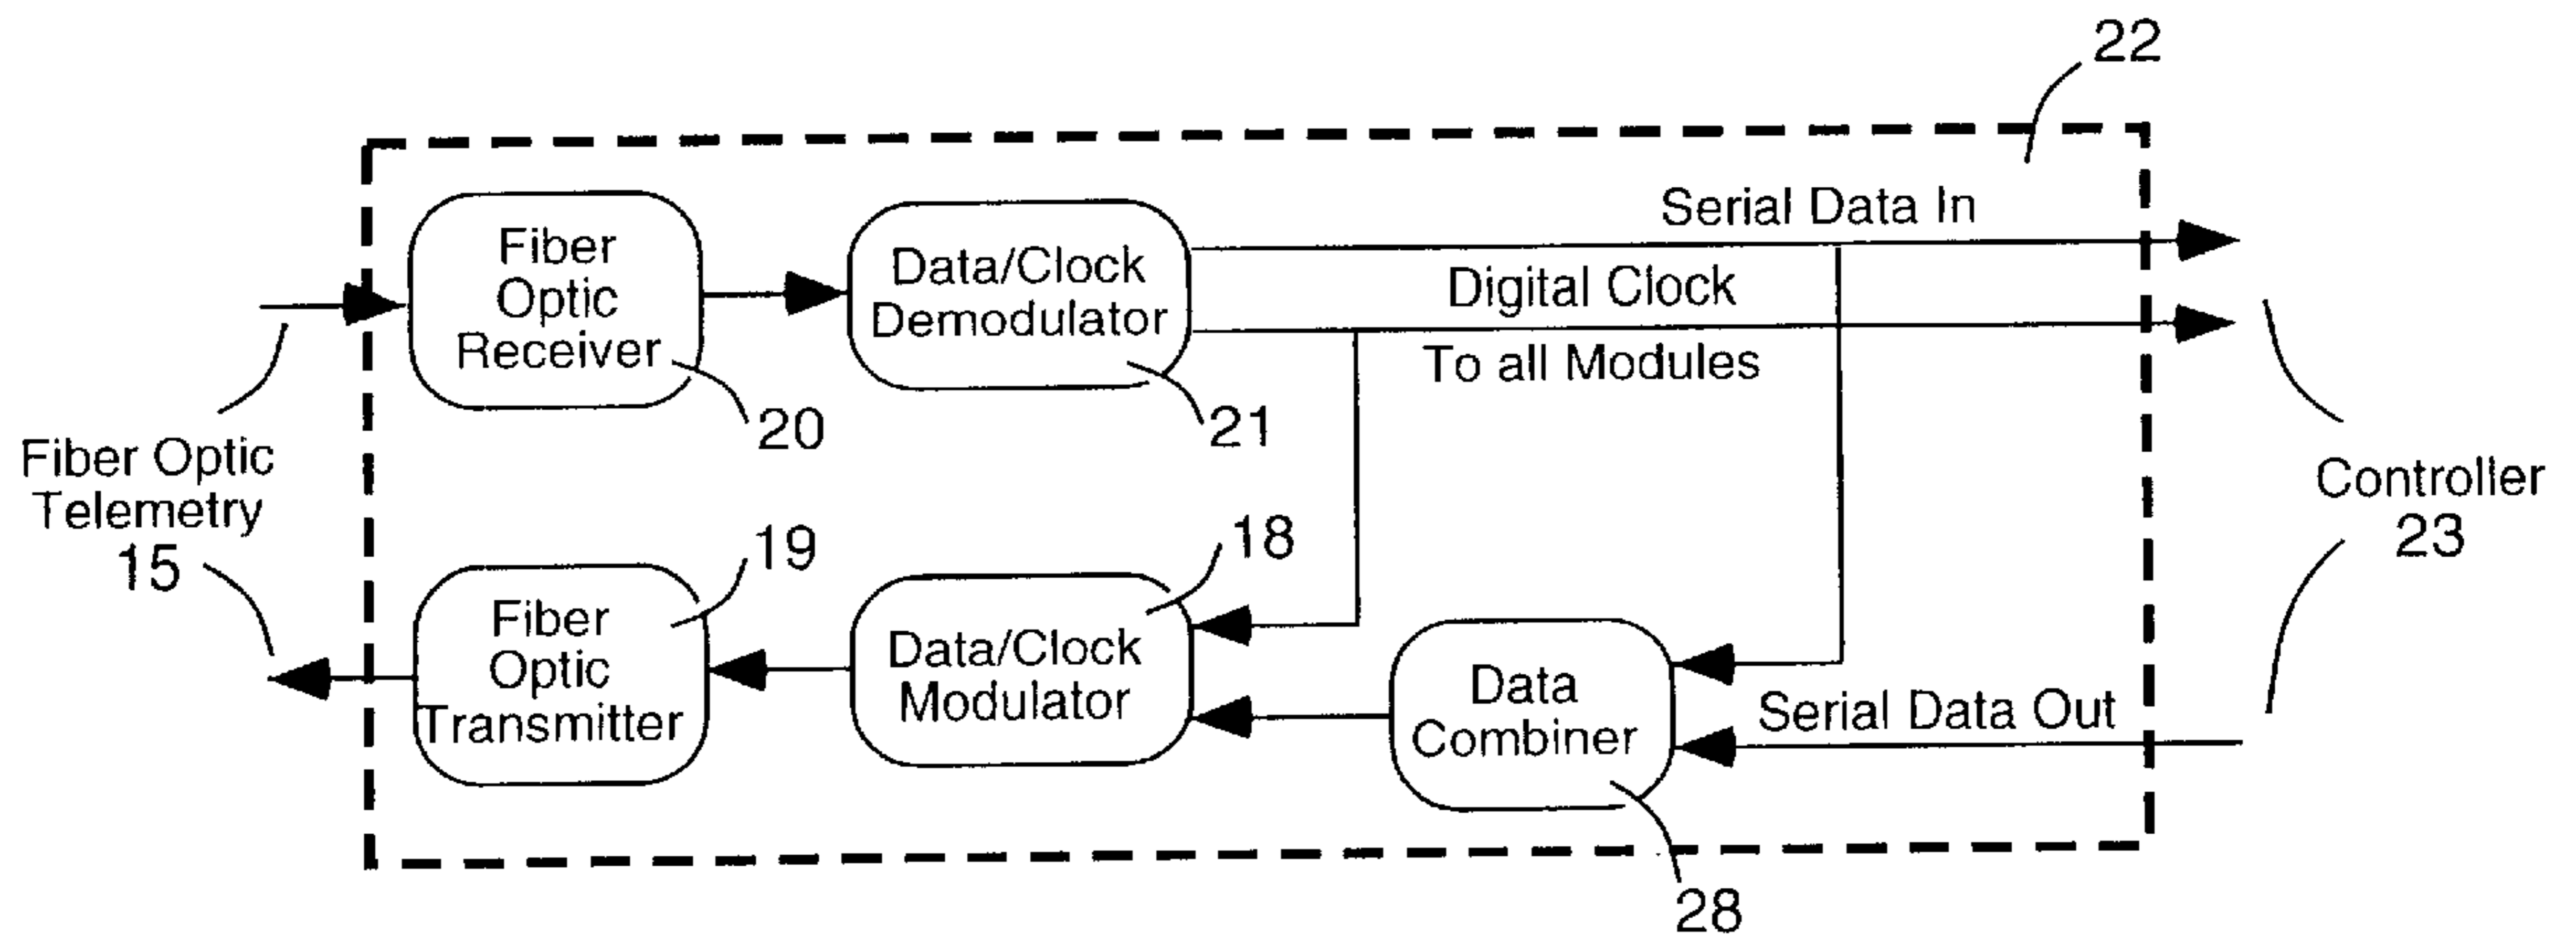 22
Serial Data In
Fiber
Optic
Receiver
20
Data/Clock
Demodulator
21
Digital Clock
To all Modules
Fiber Optic
Telemetry
15
Controller
23
Fiber
Optic
Transmitter
19
Data/Clock
Modulator
18
Data
Combiner
28
Serial Data Out